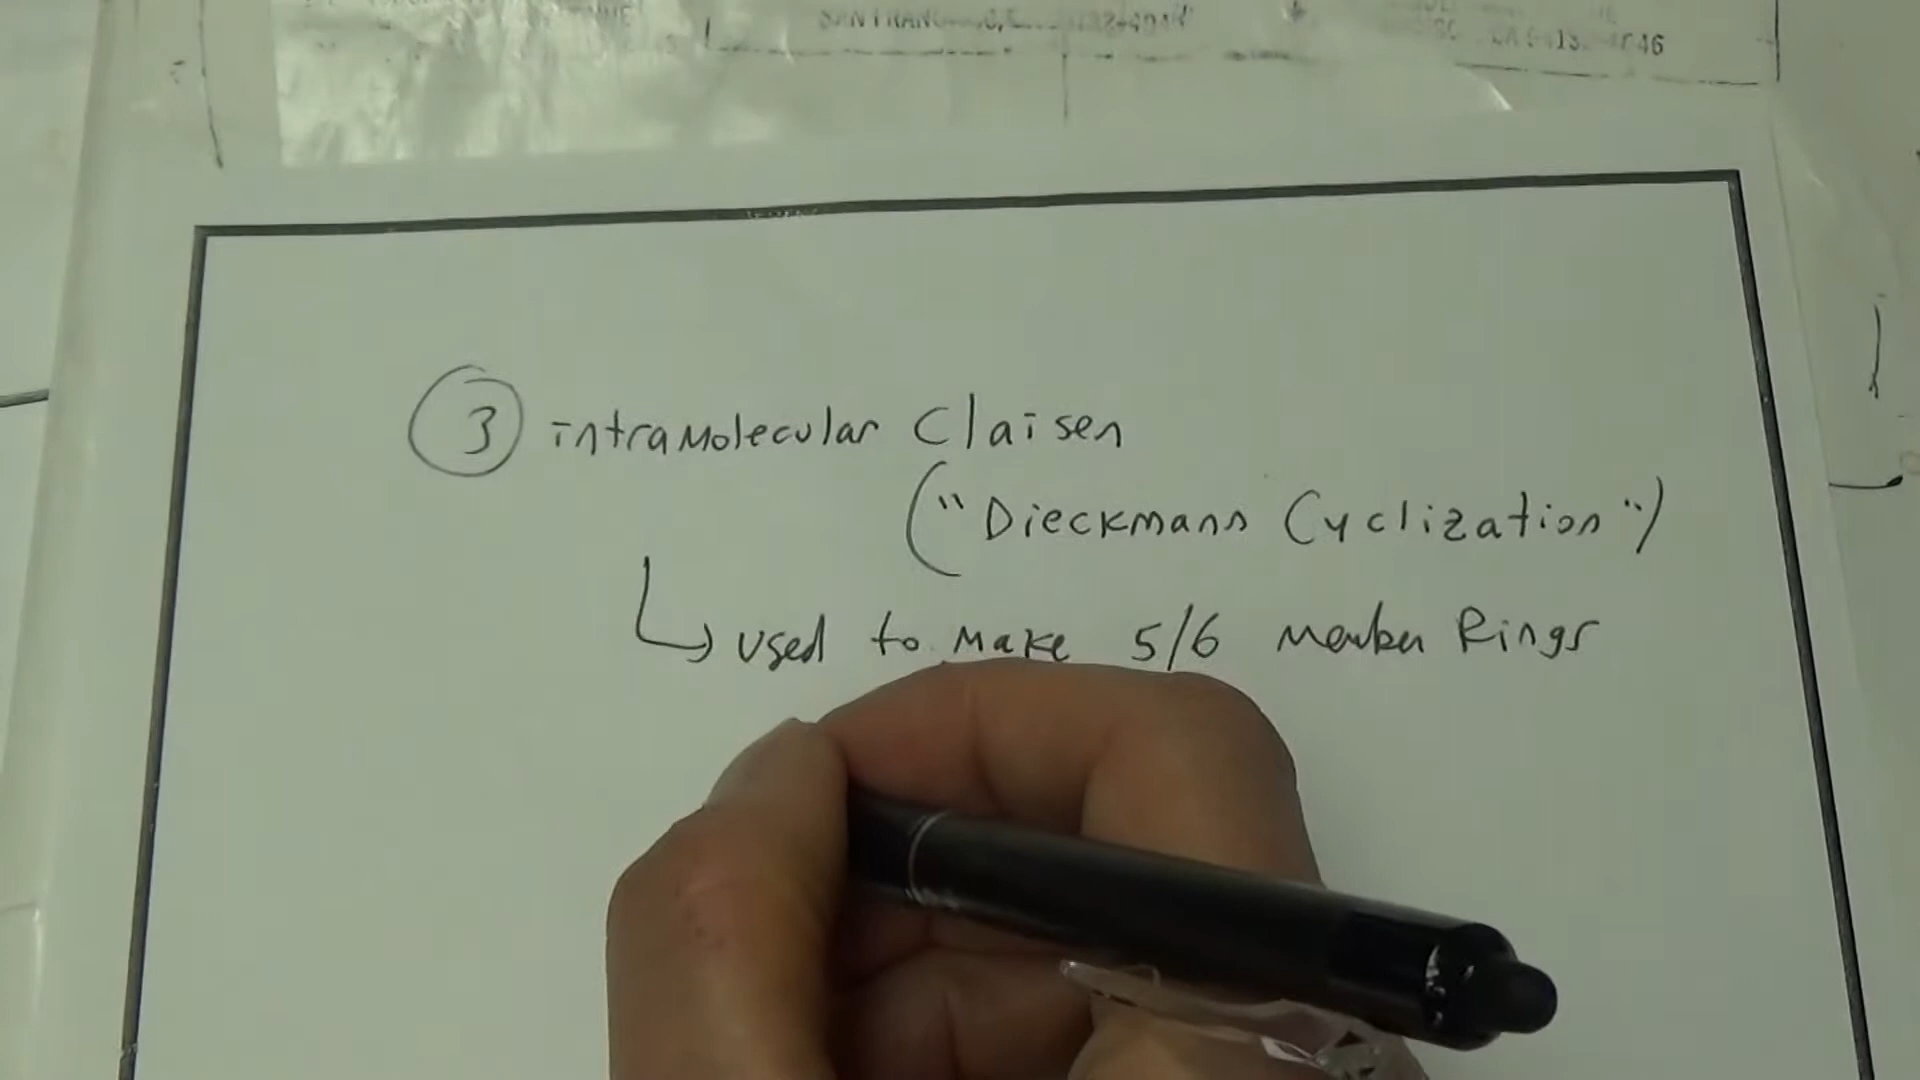 3 intramolecular Claisen
("Dieckmann Cyclization")
used to make 5/6 member Rings